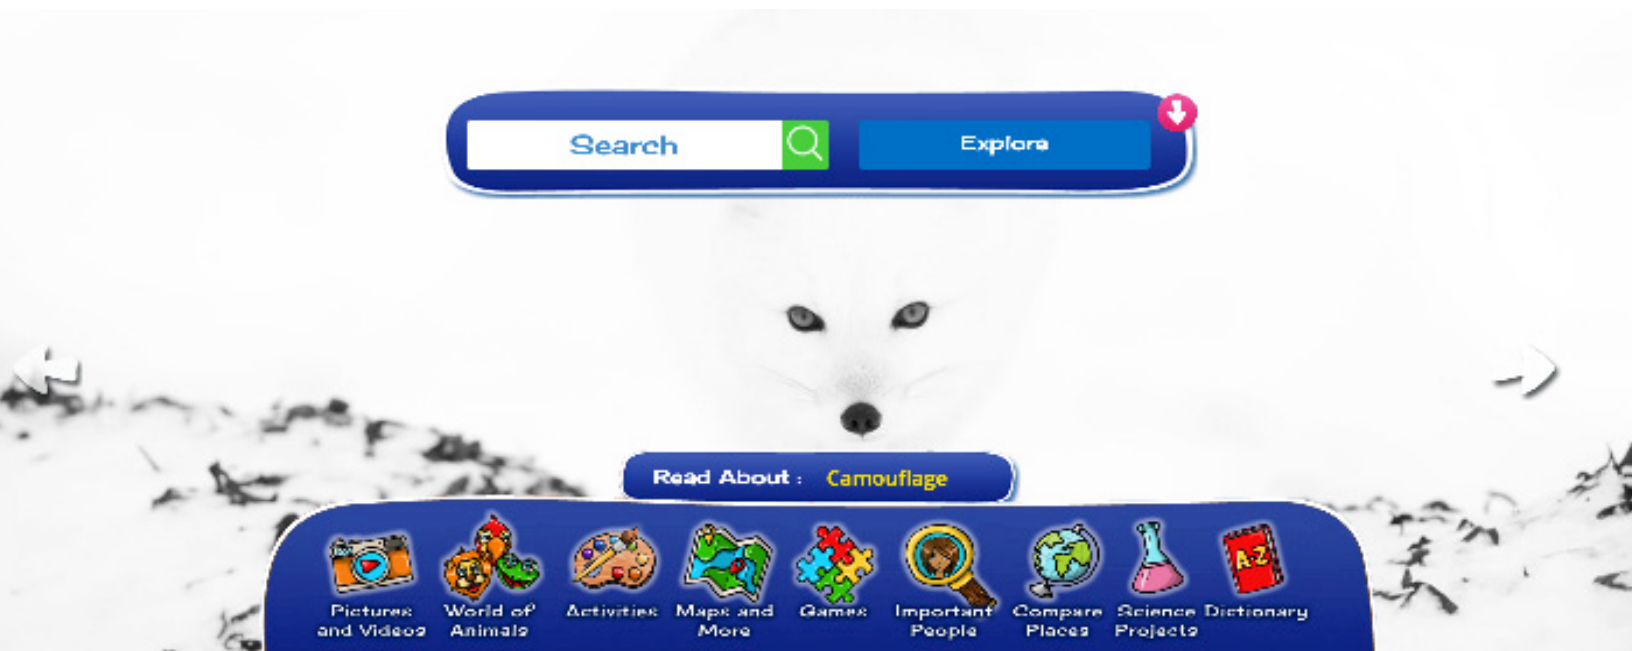 Search
Explore
Read About : Camouflage
Pictures
and Videos
World of
Animals
Activities
Maps and
More
Games
Important
People
Compare
Places
Science
Projects
Dictionary
A-Z